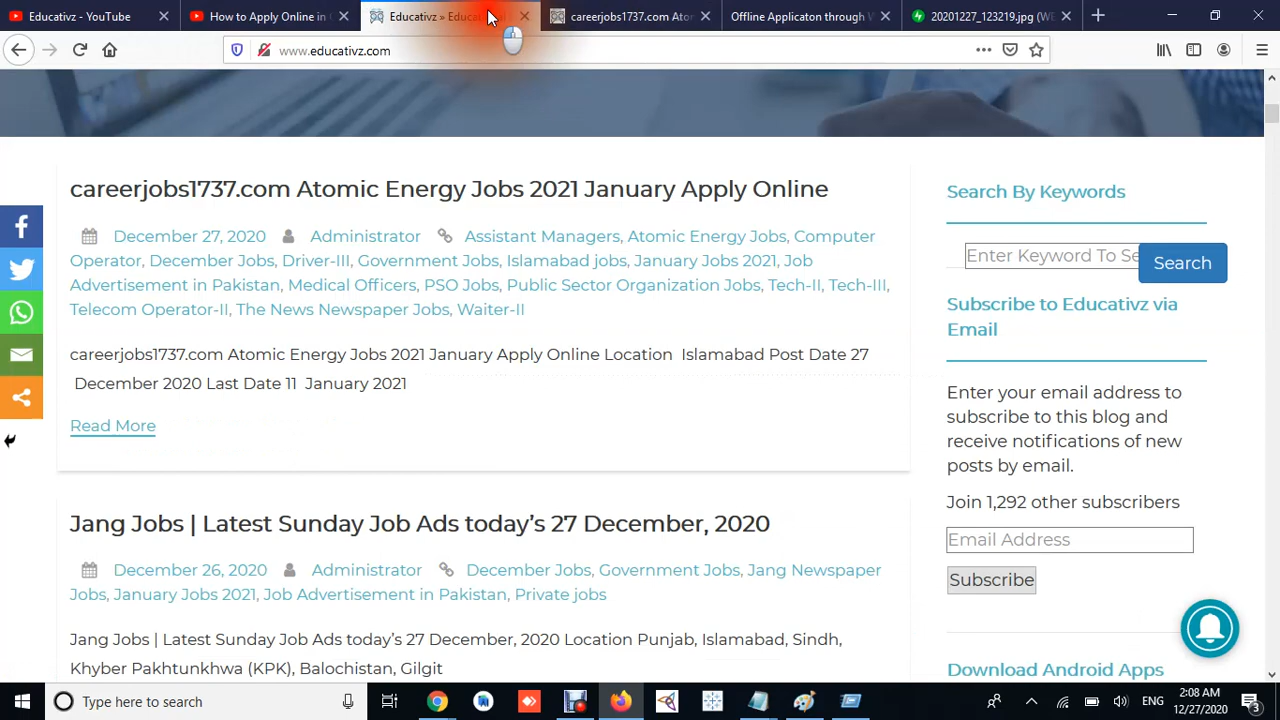 Educativz - YouTube
How to Apply Online in
Educativz » Educa
careerjobs1737.com Ator
Offline Applicaton through
20201227_123219.jpg (WE
www.educativz.com
careerjobs1737.com Atomic Energy Jobs 2021 January Apply Online
December 27, 2020 Administrator Assistant Managers, Atomic Energy Jobs, Computer
Operator, December Jobs, Driver-III, Government Jobs, Islamabad jobs, January Jobs 2021, Job
Advertisement in Pakistan, Medical Officers, PSO Jobs, Public Sector Organization Jobs, Tech-II, Tech-III,
Telecom Operator-II, The News Newspaper Jobs, Waiter-II
careerjobs1737.com Atomic Energy Jobs 2021 January Apply Online Location Islamabad Post Date 27
December 2020 Last Date 11 January 2021
Read More
Jang Jobs | Latest Sunday Job Ads today’s 27 December, 2020
December 26, 2020 Administrator December Jobs, Government Jobs, Jang Newspaper
Jobs, January Jobs 2021, Job Advertisement in Pakistan, Private jobs
Jang Jobs | Latest Sunday Job Ads today’s 27 December, 2020 Location Punjab, Islamabad, Sindh,
Khyber Pakhtunkhwa (KPK), Balochistan, Gilgit
Search By Keywords
Enter Keyword To Se
Search
Subscribe to Educativz via
Email
Enter your email address to
subscribe to this blog and
receive notifications of new
posts by email.
Join 1,292 other subscribers
Email Address
Subscribe
Download Android Apps
Type here to search
ENG
2:08 AM
12/27/2020
3